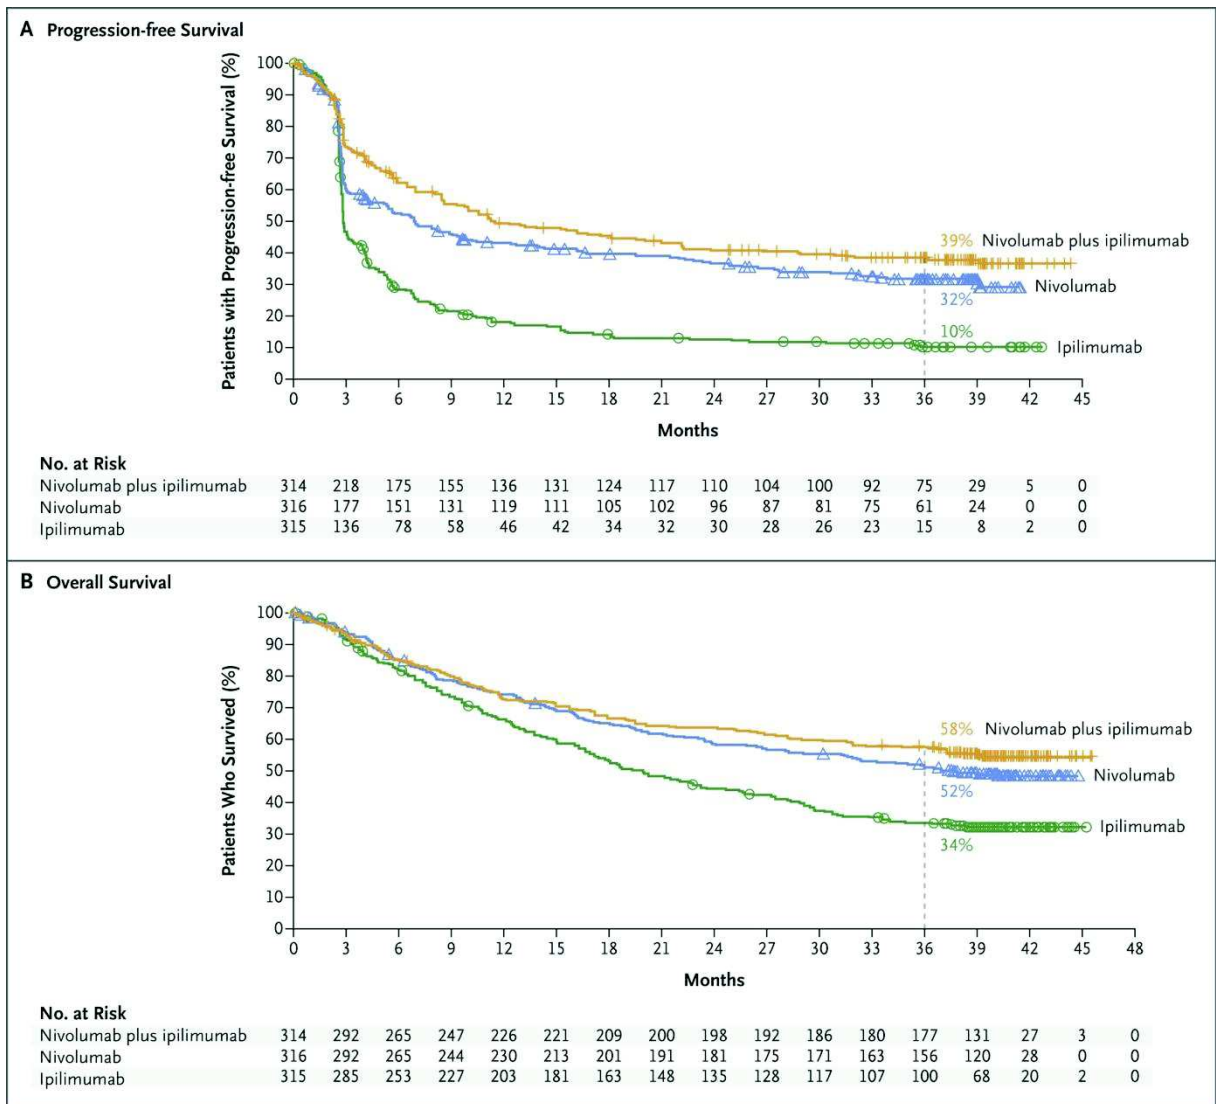 A Progression-free Survival
Patients with Progression-free Survival (%)
100
90
80
70
60
50
40
30
20
10
0
39% Nivolumab plus ipilimumab
Nivolumab
32%
10%
Ipilimumab
0 3 6 9 12 15 18 21 24 27 30 33 36 39 42 45
Months
No. at Risk
Nivolumab plus ipilimumab 314 218 175 155 136 131 124 117 110 104 100 92 75 29 5 0
Nivolumab 316 177 151 131 119 111 105 102 96 87 81 75 61 24 0 0
Ipilimumab 315 136 78 58 46 42 34 32 30 28 26 23 15 8 2 0
B Overall Survival
Patients Who Survived (%)
100
90
80
70
60
50
40
30
20
10
0
58% Nivolumab plus ipilimumab
Nivolumab
52%
Ipilimumab
34%
0 3 6 9 12 15 18 21 24 27 30 33 36 39 42 45 48
Months
No. at Risk
Nivolumab plus ipilimumab 314 292 265 247 226 221 209 200 198 192 186 180 177 131 27 3 0
Nivolumab 316 292 265 244 230 213 201 191 181 175 171 163 156 120 28 0 0
Ipilimumab 315 285 253 227 203 181 163 148 135 128 117 107 100 68 20 2 0